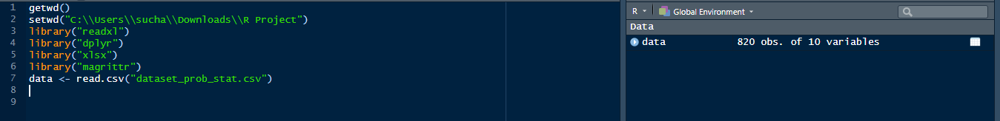 1 getwd()
2 setwd("C:\\Users\\sucha\\Downloads\\R Project")
3 library("readxl")
4 library("dplyr")
5 library("xlsx")
6 library("magrittr")
7 data <- read.csv("dataset_prob_stat.csv")
8
9
R Global Environment
Data
data 820 obs. of 10 variables